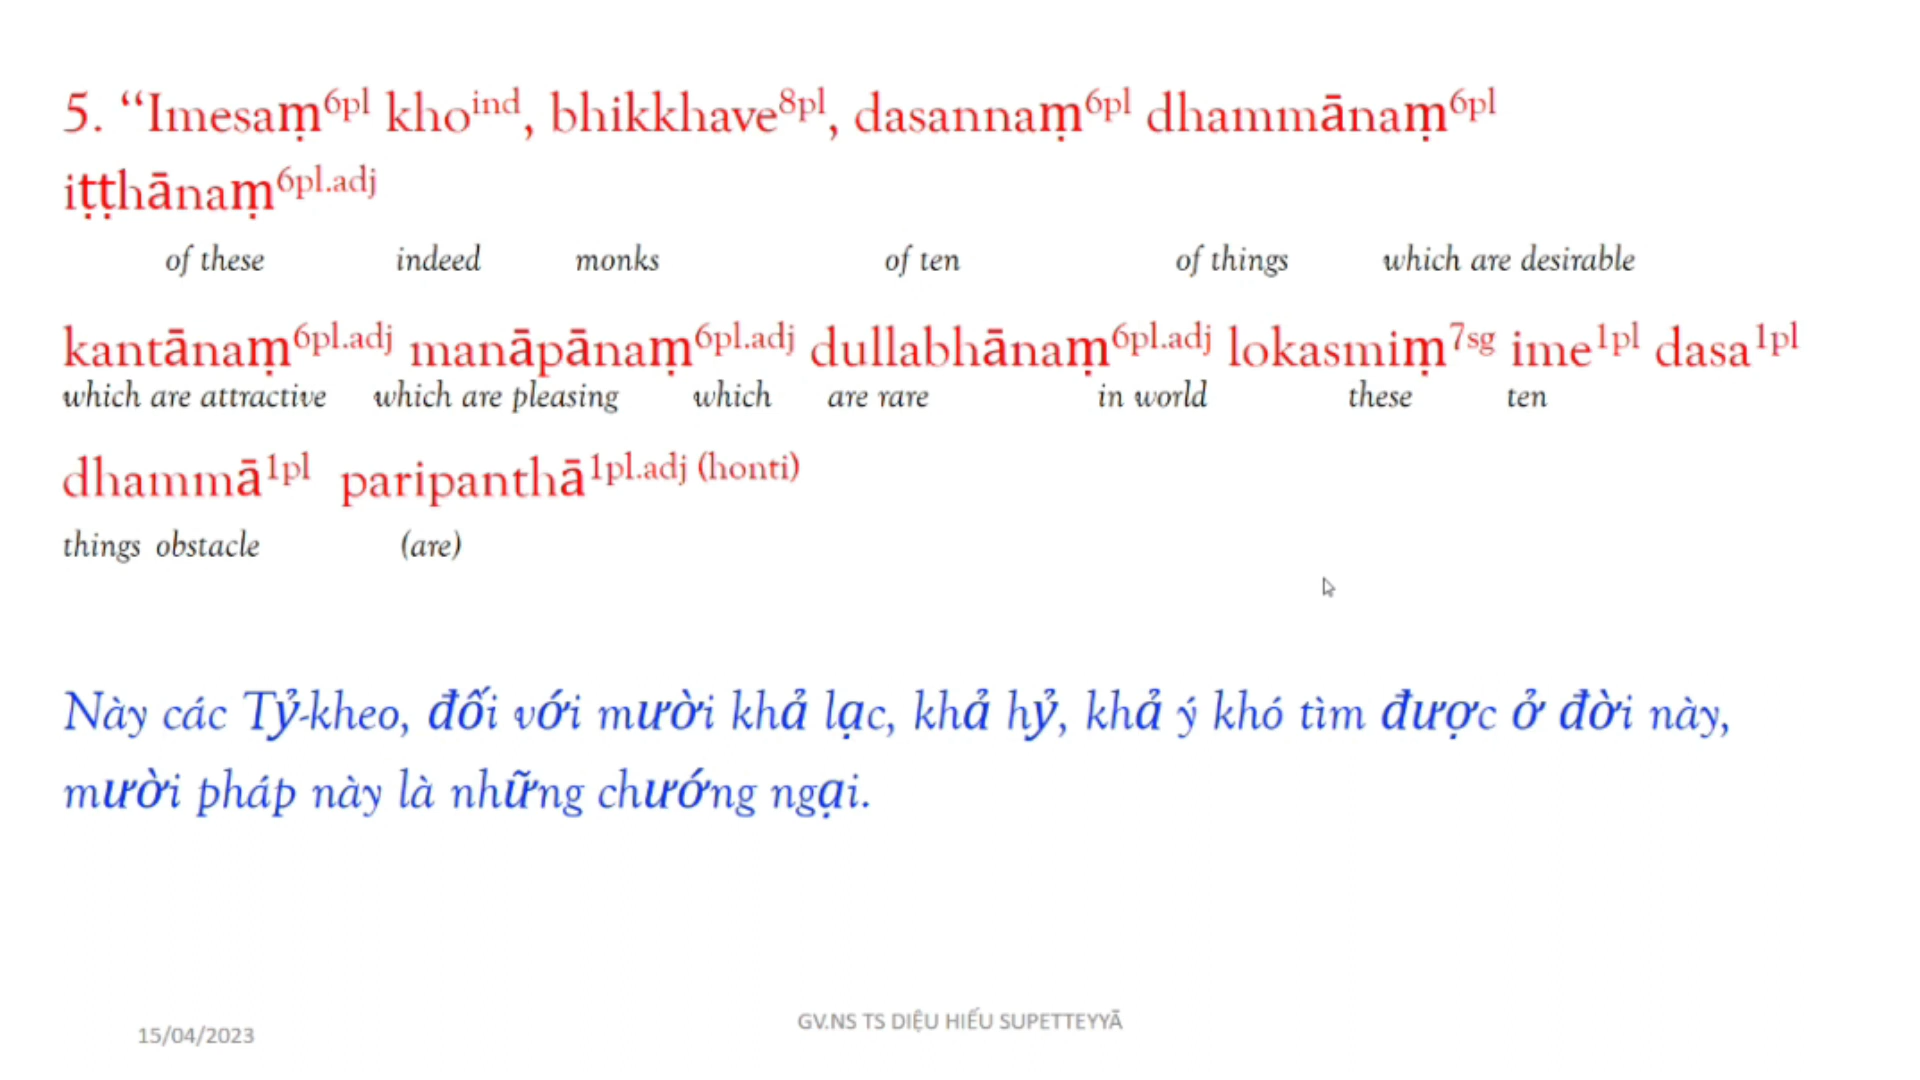 5. “Imesaṃ6pl khoind, bhikkhave8pl, dasannaṃ6pl dhammānaṃ6pl
iṭṭhānaṃ6pl.adj
of these indeed monks of ten of things which are desirable
kantānaṃ6pl.adj manāpānaṃ6pl.adj dullabhānaṃ6pl.adj lokasmiṃ7sg ime1pl dasa1pl
which are attractive which are pleasing which are rare in world these ten
dhammā1pl paripanthā1pl.adj (honti)
things obstacle (are)
Này các Tỷ-kheo, đối với mười khả lạc, khả hỷ, khả ý khó tìm được ở đời này,
mười pháp này là những chướng ngại.
15/04/2023
GV.NS TS DIỆU HIẾU SUPETTEYYĀ